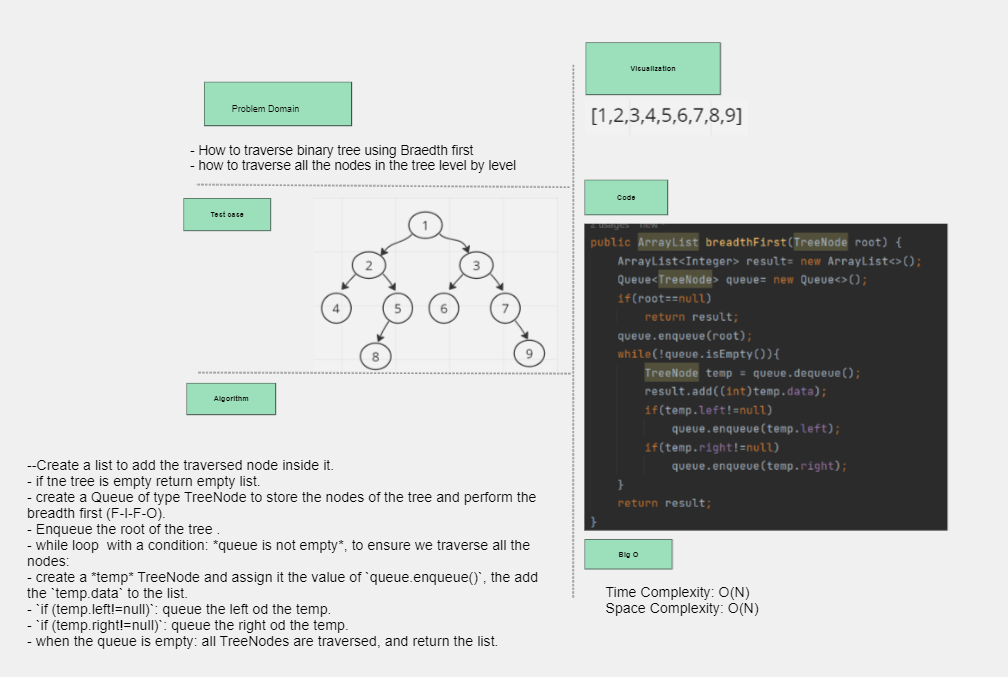 Problem Domain
- How to traverse binary tree using Braedth first
- how to traverse all the nodes in the tree level by level
Test case
1
2
3
4
5
6
7
8
9
Algorithm
--Create a list to add the traversed node inside it.
- if tne tree is empty return empty list.
- create a Queue of type TreeNode to store the nodes of the tree and perform the
breadth first (F-I-F-O).
- Enqueue the root of the tree .
- while loop with a condition: *queue is not empty*, to ensure we traverse all the
nodes:
- create a *temp* TreeNode and assign it the value of `queue.enqueue()`, the add
the `temp.data` to the list.
- `if (temp.left!=null)`: queue the left od the temp.
- `if (temp.right!=null)`: queue the right od the temp.
- when the queue is empty: all TreeNodes are traversed, and return the list.
Visualization
[1,2,3,4,5,6,7,8,9]
Code
2 usages new
public ArrayList breadthFirst(TreeNode root) {
ArrayList<Integer> result= new ArrayList<>();
Queue<TreeNode> queue= new Queue<>();
if(root==null)
return result;
queue.enqueue(root);
while(!queue.isEmpty()){
TreeNode temp = queue.dequeue();
result.add((int)temp.data);
if(temp.left!=null)
queue.enqueue(temp.left);
if(temp.right!=null)
queue.enqueue(temp.right);
}
return result;
}
Big O
Time Complexity: O(N)
Space Complexity: O(N)